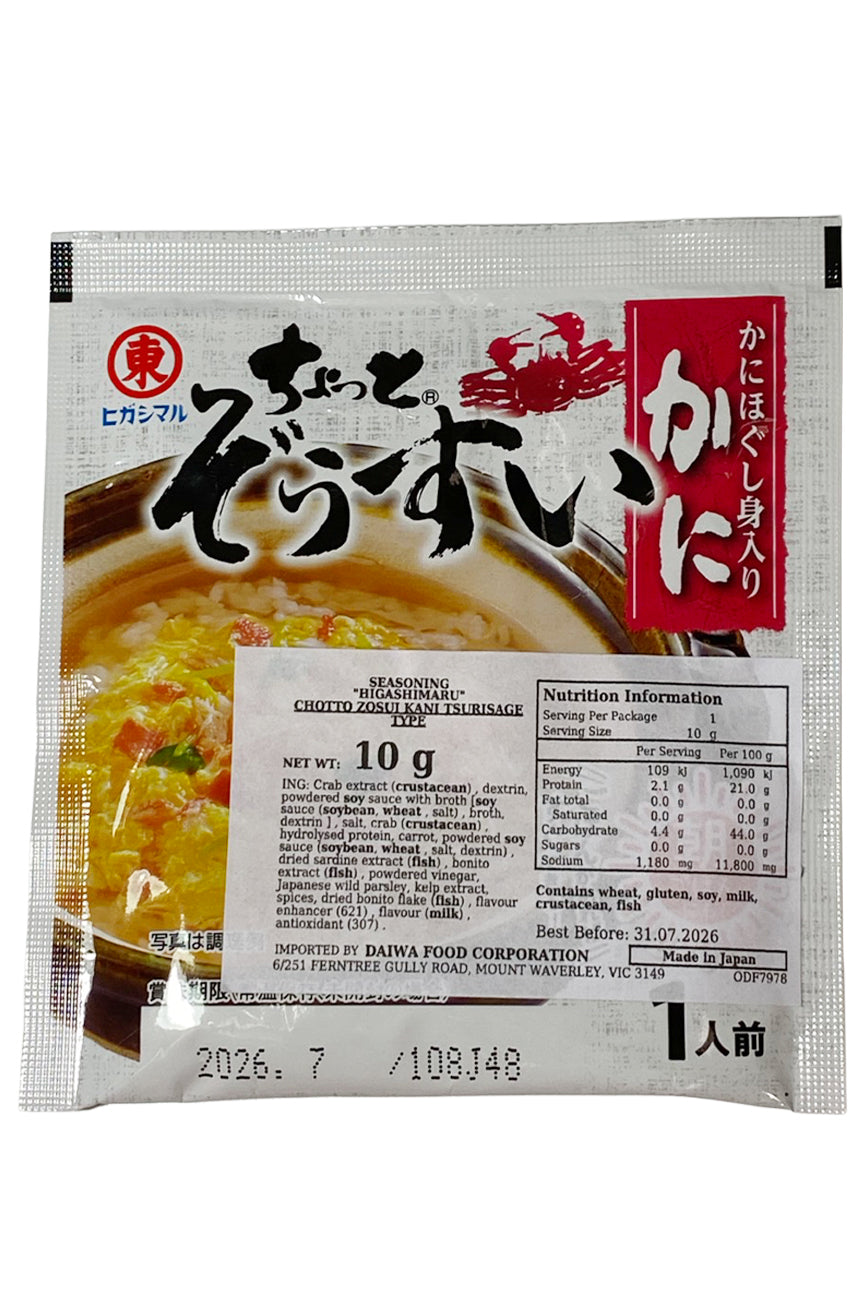 東
ヒガシマル
ちょっと®
ぞうすい
かに
かにほぐし身入り
SEASONING
"HIGASHIMARU"
CHOTTO ZOSUI KANI TSURISAGE
TYPE
NET WT: 10 g
ING: Crab extract (crustacean) , dextrin,
powdered soy sauce with broth [soy
sauce (soybean, wheat , salt) , broth,
dextrin ] , salt, crab (crustacean) ,
hydrolysed protein, carrot, powdered soy
sauce (soybean, wheat , salt, dextrin) ,
dried sardine extract (fish) , bonito
extract (fish) , powdered vinegar,
Japanese wild parsley, kelp extract,
spices, dried bonito flake (fish) , flavour
enhancer (621) , flavour (milk) ,
antioxidant (307) .
Nutrition Information
Serving Per Package 1
Serving Size 10 g
Per Serving Per 100 g
Energy 109 kJ 1,090 kJ
Protein 2.1 g 21.0 g
Fat total 0.0 g 0.0 g
Saturated 0.0 g 0.0 g
Carbohydrate 4.4 g 44.0 g
Sugars 0.0 g 0.0 g
Sodium 1,180 mg 11,800 mg
Contains wheat, gluten, soy, milk,
crustacean, fish
Best Before: 31.07.2026
Made in Japan
IMPORTED BY DAIWA FOOD CORPORATION
6/251 FERNTREE GULLY ROAD, MOUNT WAVERLEY, VIC 3149
ODF7978
写真は調理例
2026. 7 /108J48
1人前